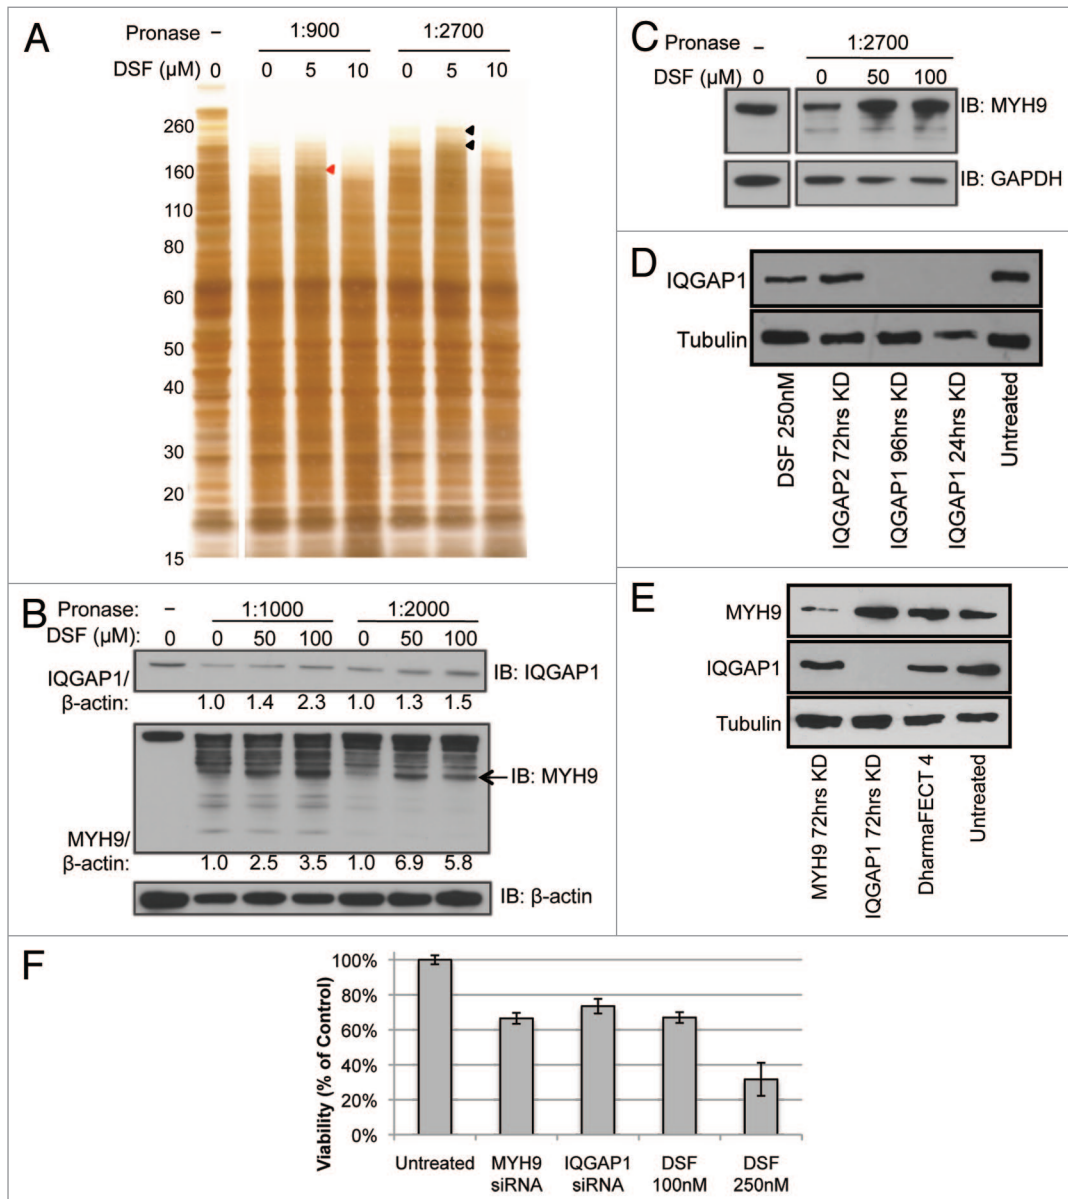 A
Pronase – 1:900 1:2700
DSF (µM) 0 0 5 10 0 5 10
260
160
110
80
60
50
40
30
20
15
B
Pronase: – 1:1000 1:2000
DSF (µM): 0 0 50 100 0 50 100
IB: IQGAP1
IQGAP1/
β-actin: 1.0 1.4 2.3 1.0 1.3 1.5
IB: MYH9
MYH9/
β-actin: 1.0 2.5 3.5 1.0 6.9 5.8
IB: β-actin
C
Pronase – 1:2700
DSF (µM) 0 0 50 100
IB: MYH9
IB: GAPDH
D
IQGAP1
Tubulin
DSF 250nM
IQGAP2 72hrs KD
IQGAP1 96hrs KD
IQGAP1 24hrs KD
Untreated
E
MYH9
IQGAP1
Tubulin
MYH9 72hrs KD
IQGAP1 72hrs KD
DharmaFECT 4
Untreated
F
Viability (% of Control)
100%
80%
60%
40%
20%
0%
Untreated MYH9 IQGAP1 DSF DSF
siRNA siRNA 100nM 250nM